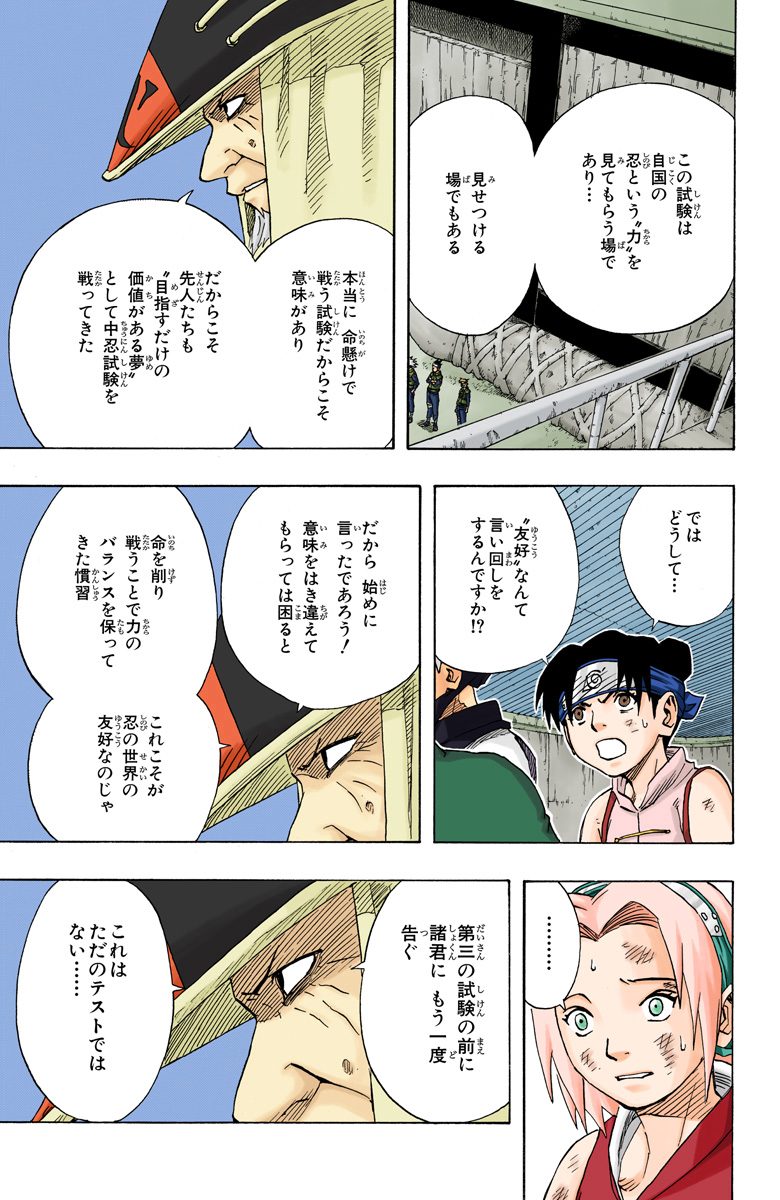 この試験は
自国の
忍という〝力〟を
見てもらう場で
あり…
見せつける
場でもある
本当に 命懸けで
戦う試験だからこそ
意味があり
だからこそ
先人たちも
〝目指すだけの
価値がある夢〟
として中忍試験を
戦ってきた
では
どうして…
〝友好〟なんて
言い回しを
するんですか!?
だから 始めに
言ったであろう!
意味をはき違えて
もらっては困ると
命を削り
戦うことで力の
バランスを保って
きた慣習
これこそが
忍の世界の
友好なのじゃ
………
第三の試験の前に
諸君に もう一度
告ぐ
これは
ただのテストでは
ない……